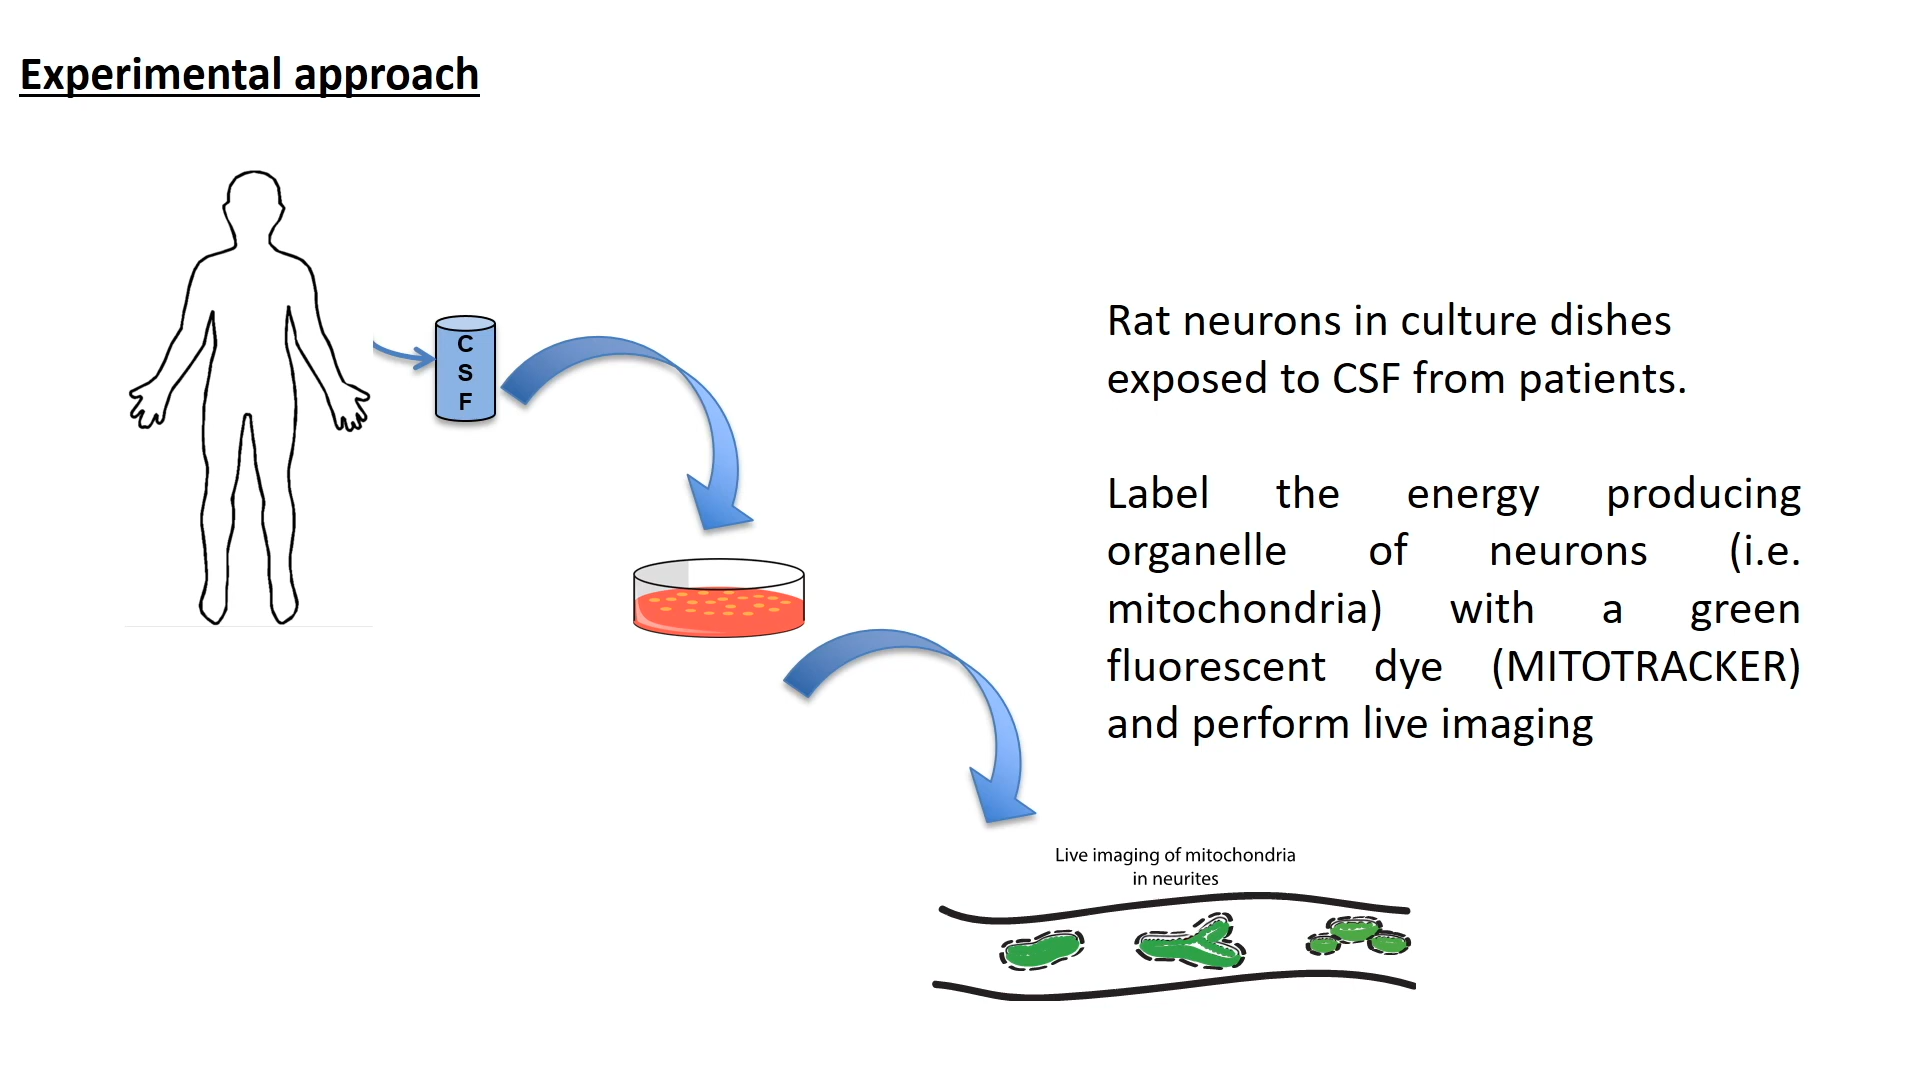 Experimental approach
C
S
F
Rat neurons in culture dishes
exposed to CSF from patients.
Label the energy producing
organelle of neurons (i.e.
mitochondria) with a green
fluorescent dye (MITOTRACKER)
and perform live imaging
Live imaging of mitochondria
in neurites